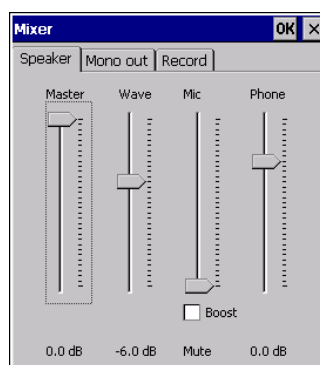 Mixer OK ×
Speaker Mono out Record
Master Wave Mic Phone
Boost
0.0 dB -6.0 dB Mute 0.0 dB